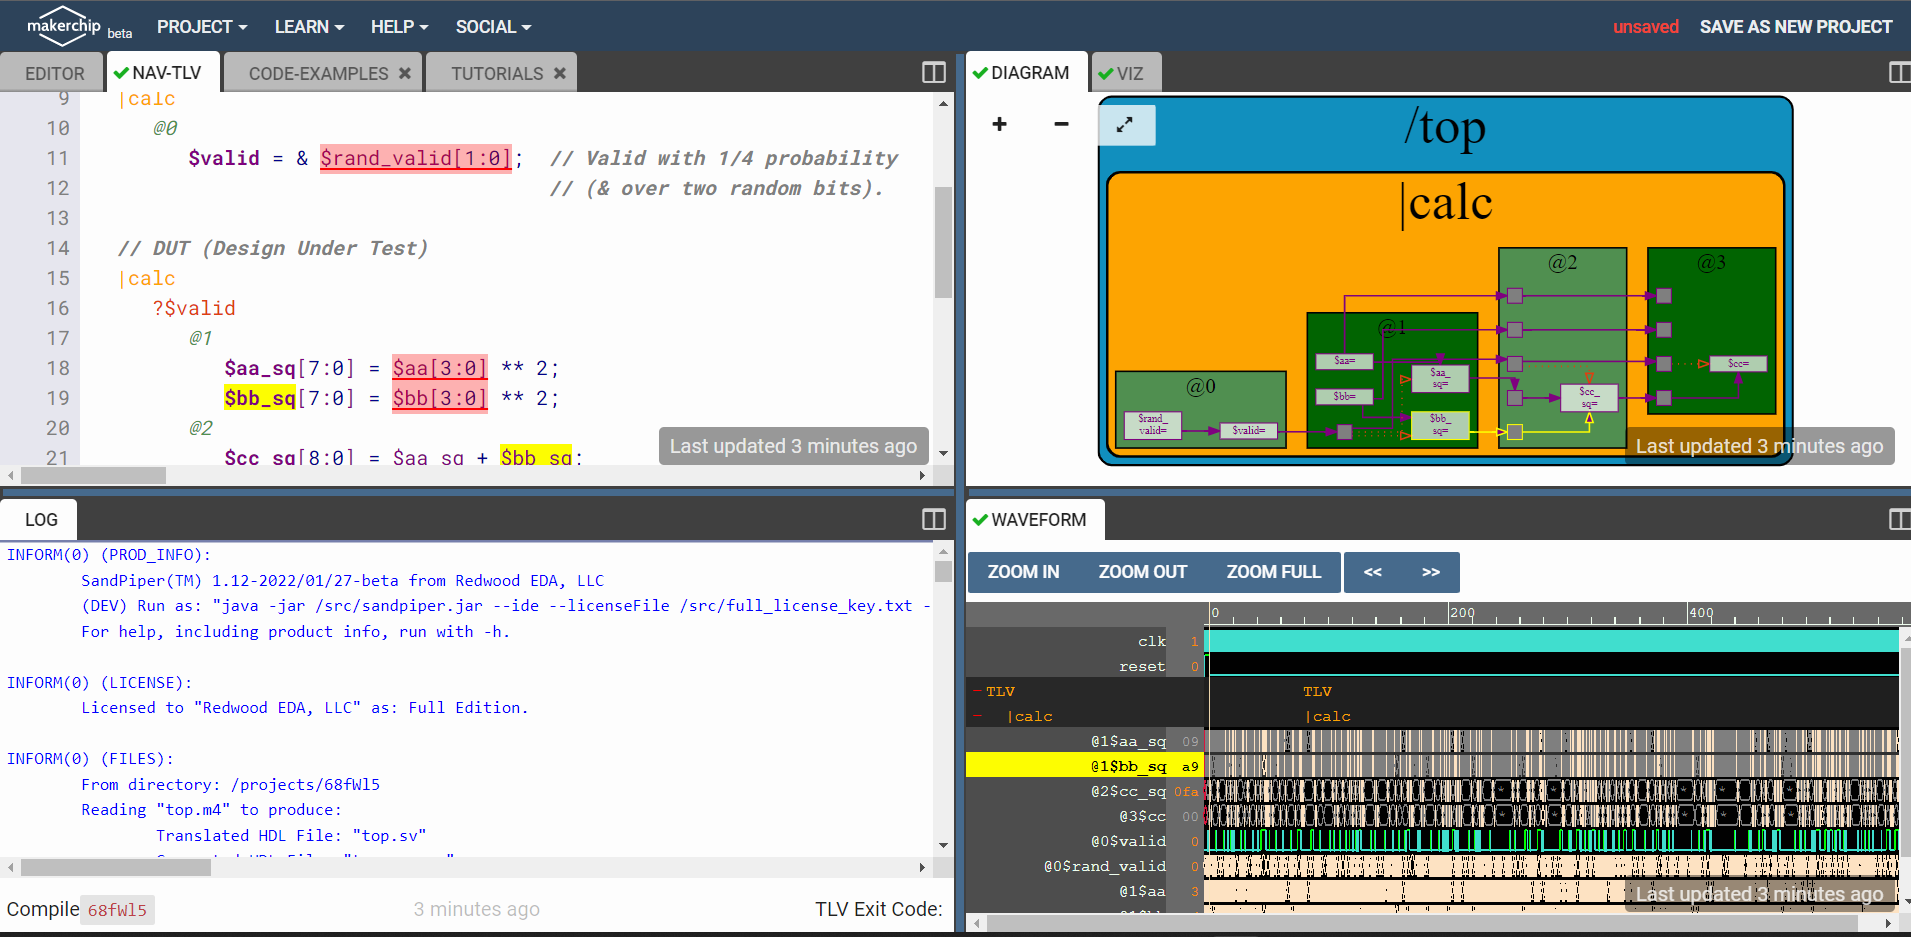 makerchip beta PROJECT LEARN HELP SOCIAL unsaved SAVE AS NEW PROJECT
EDITOR NAV-TLV CODE-EXAMPLES TUTORIALS
9 |calc
10 @0
11 $valid = & $rand_valid[1:0]; // Valid with 1/4 probability
12 // (& over two random bits).
13
14 // DUT (Design Under Test)
15 |calc
16 ?$valid
17 @1
18 $aa_sq[7:0] = $aa[3:0] ** 2;
19 $bb_sq[7:0] = $bb[3:0] ** 2;
20 @2
21 $cc_sq[8:0] = $aa_sq + $bb_sq;
Last updated 3 minutes ago
DIAGRAM VIZ
+ −
/top
|calc
@0
$rand_
valid=
$valid=
@1
$aa=
$bb=
$aa_
sq=
$bb_
sq=
@2
$cc_
sq=
@3
$cc=
Last updated 3 minutes ago
LOG
INFORM(0) (PROD_INFO):
SandPiper(TM) 1.12-2022/01/27-beta from Redwood EDA, LLC
(DEV) Run as: "java -jar /src/sandpiper.jar --ide --licenseFile /src/full_license_key.txt -
For help, including product info, run with -h.
INFORM(0) (LICENSE):
Licensed to "Redwood EDA, LLC" as: Full Edition.
INFORM(0) (FILES):
From directory: /projects/68fWl5
Reading "top.m4" to produce:
Translated HDL File: "top.sv"
Compile 68fWl5 3 minutes ago TLV Exit Code:
WAVEFORM
ZOOM IN ZOOM OUT ZOOM FULL << >>
0 200 400
clk 1
reset 0
TLV TLV
|calc |calc
@1$aa_sq 09
@1$bb_sq a9
@2$cc_sq 0fa
@3$cc 00
@0$valid 0
@0$rand_valid 0
@1$aa 3
Last updated 3 minutes ago